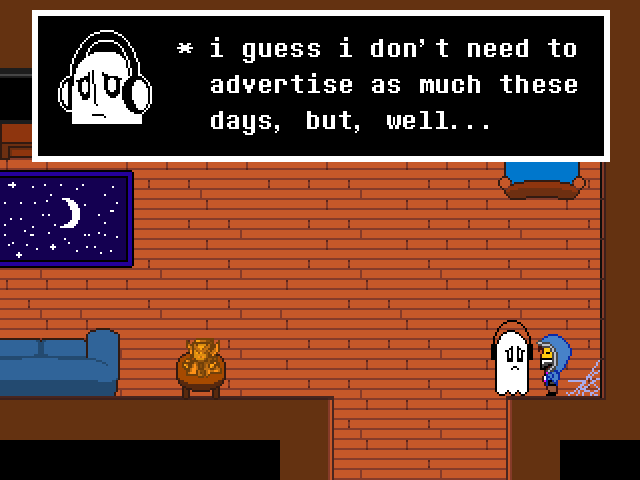 * i guess i don't need to
advertise as much these
days, but, well...